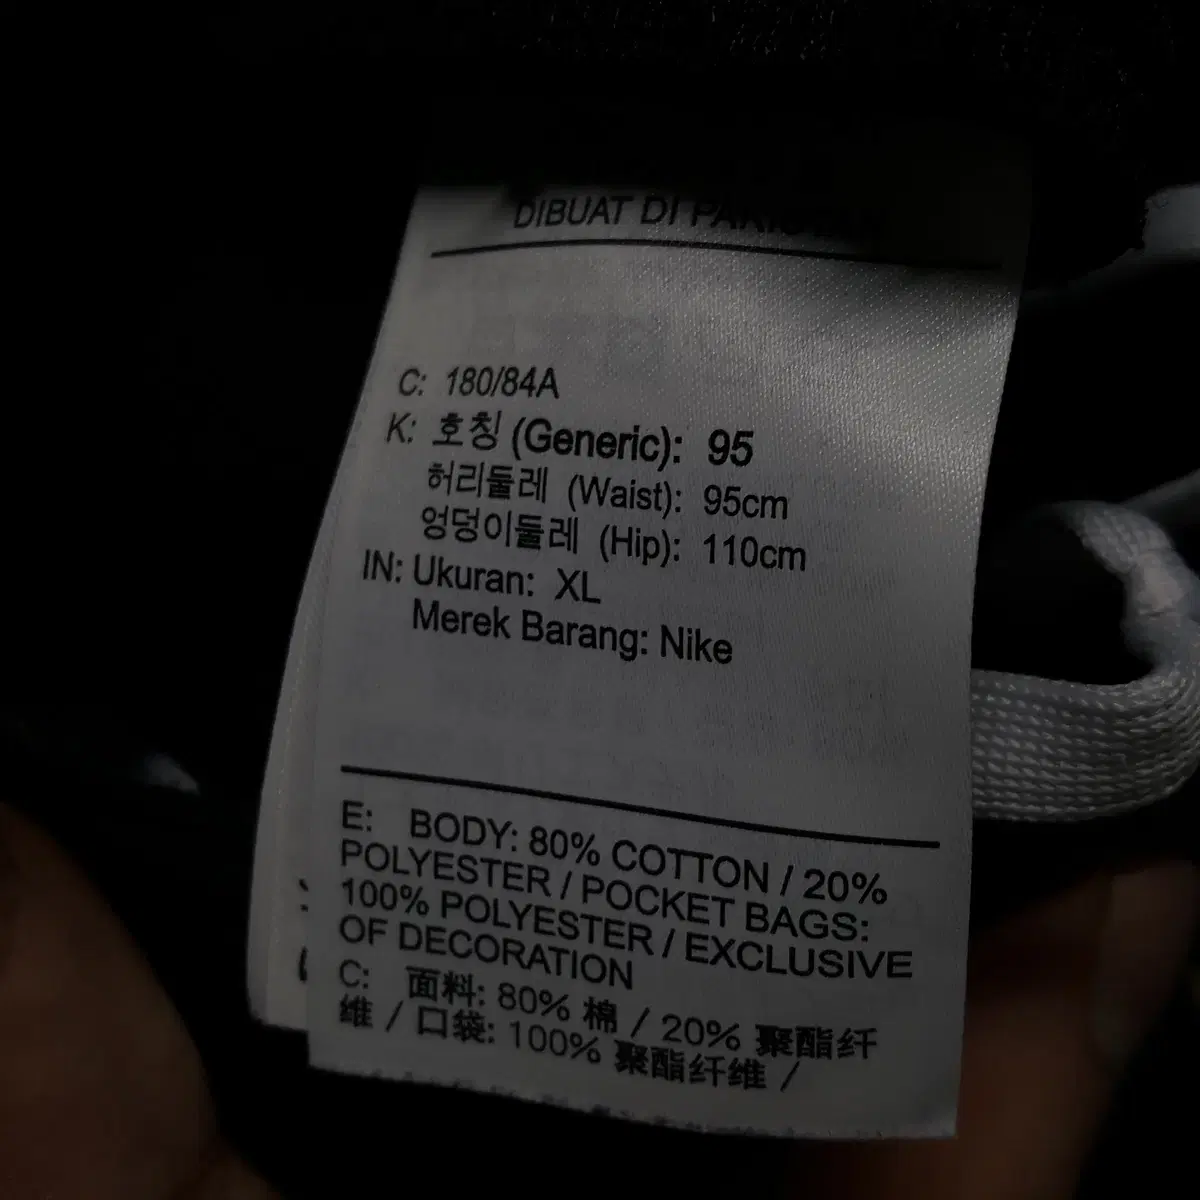 DIBUAT DI PAKISTAN
C: 180/84A
K: 호칭 (Generic): 95
허리둘레 (Waist): 95cm
엉덩이둘레 (Hip): 110cm
IN: Ukuran: XL
Merek Barang: Nike
E: BODY: 80% COTTON / 20%
POLYESTER / POCKET BAGS:
100% POLYESTER / EXCLUSIVE
OF DECORATION
C: 面料: 80% 棉 / 20% 聚酯纤
维 / 口袋: 100% 聚酯纤维 /